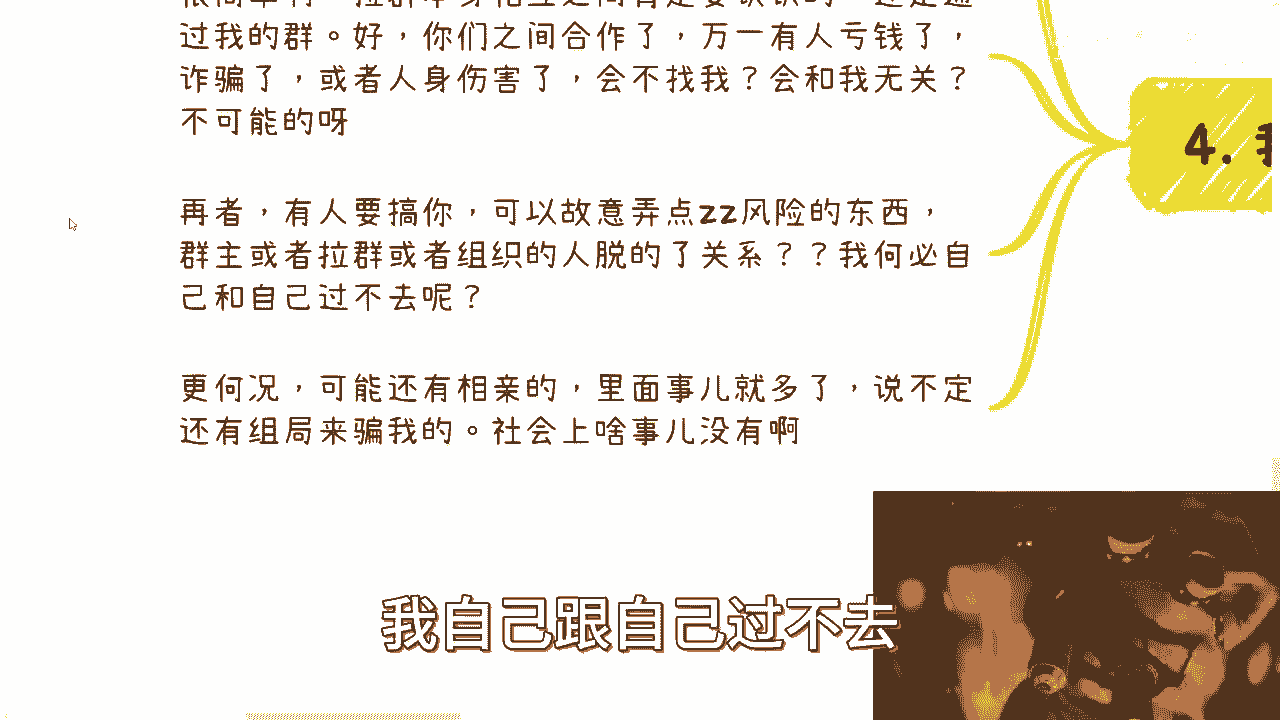 过我的群。好，你们之间合作了，万一有人亏钱了，
诈骗了，或者人身伤害了，会不找我？会和我无关？
不可能的呀
再者，有人要搞你，可以故意弄点zz风险的东西，
群主或者拉群或者组织的人脱的了关系？？我何必自
己和自己过不去呢？
更何况，可能还有相亲的，里面事儿就多了，说不定
还有组局来骗我的。社会上啥事儿没有啊
4.
我自己跟自己过不去